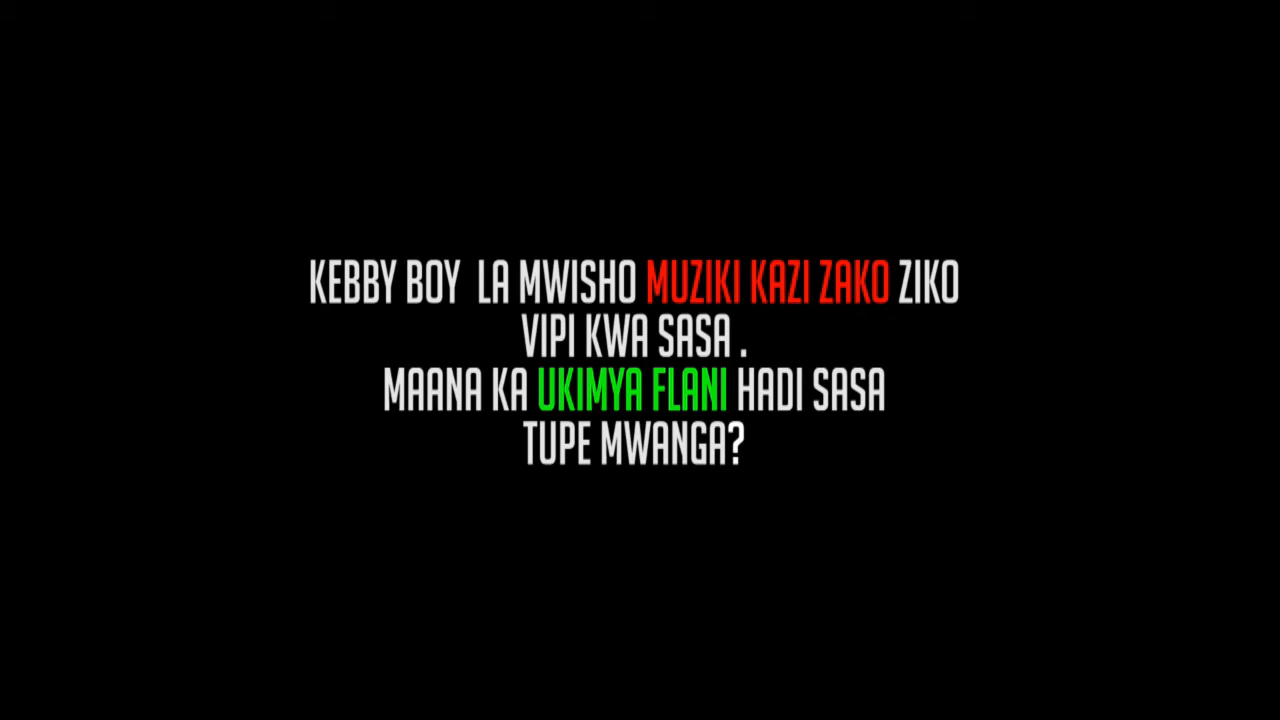 KEBBY BOY LA MWISHO MUZIKI KAZI ZAKO ZIKO
VIPI KWA SASA .
MAANA KA UKIMYA FLANI HADI SASA
TUPE MWANGA?